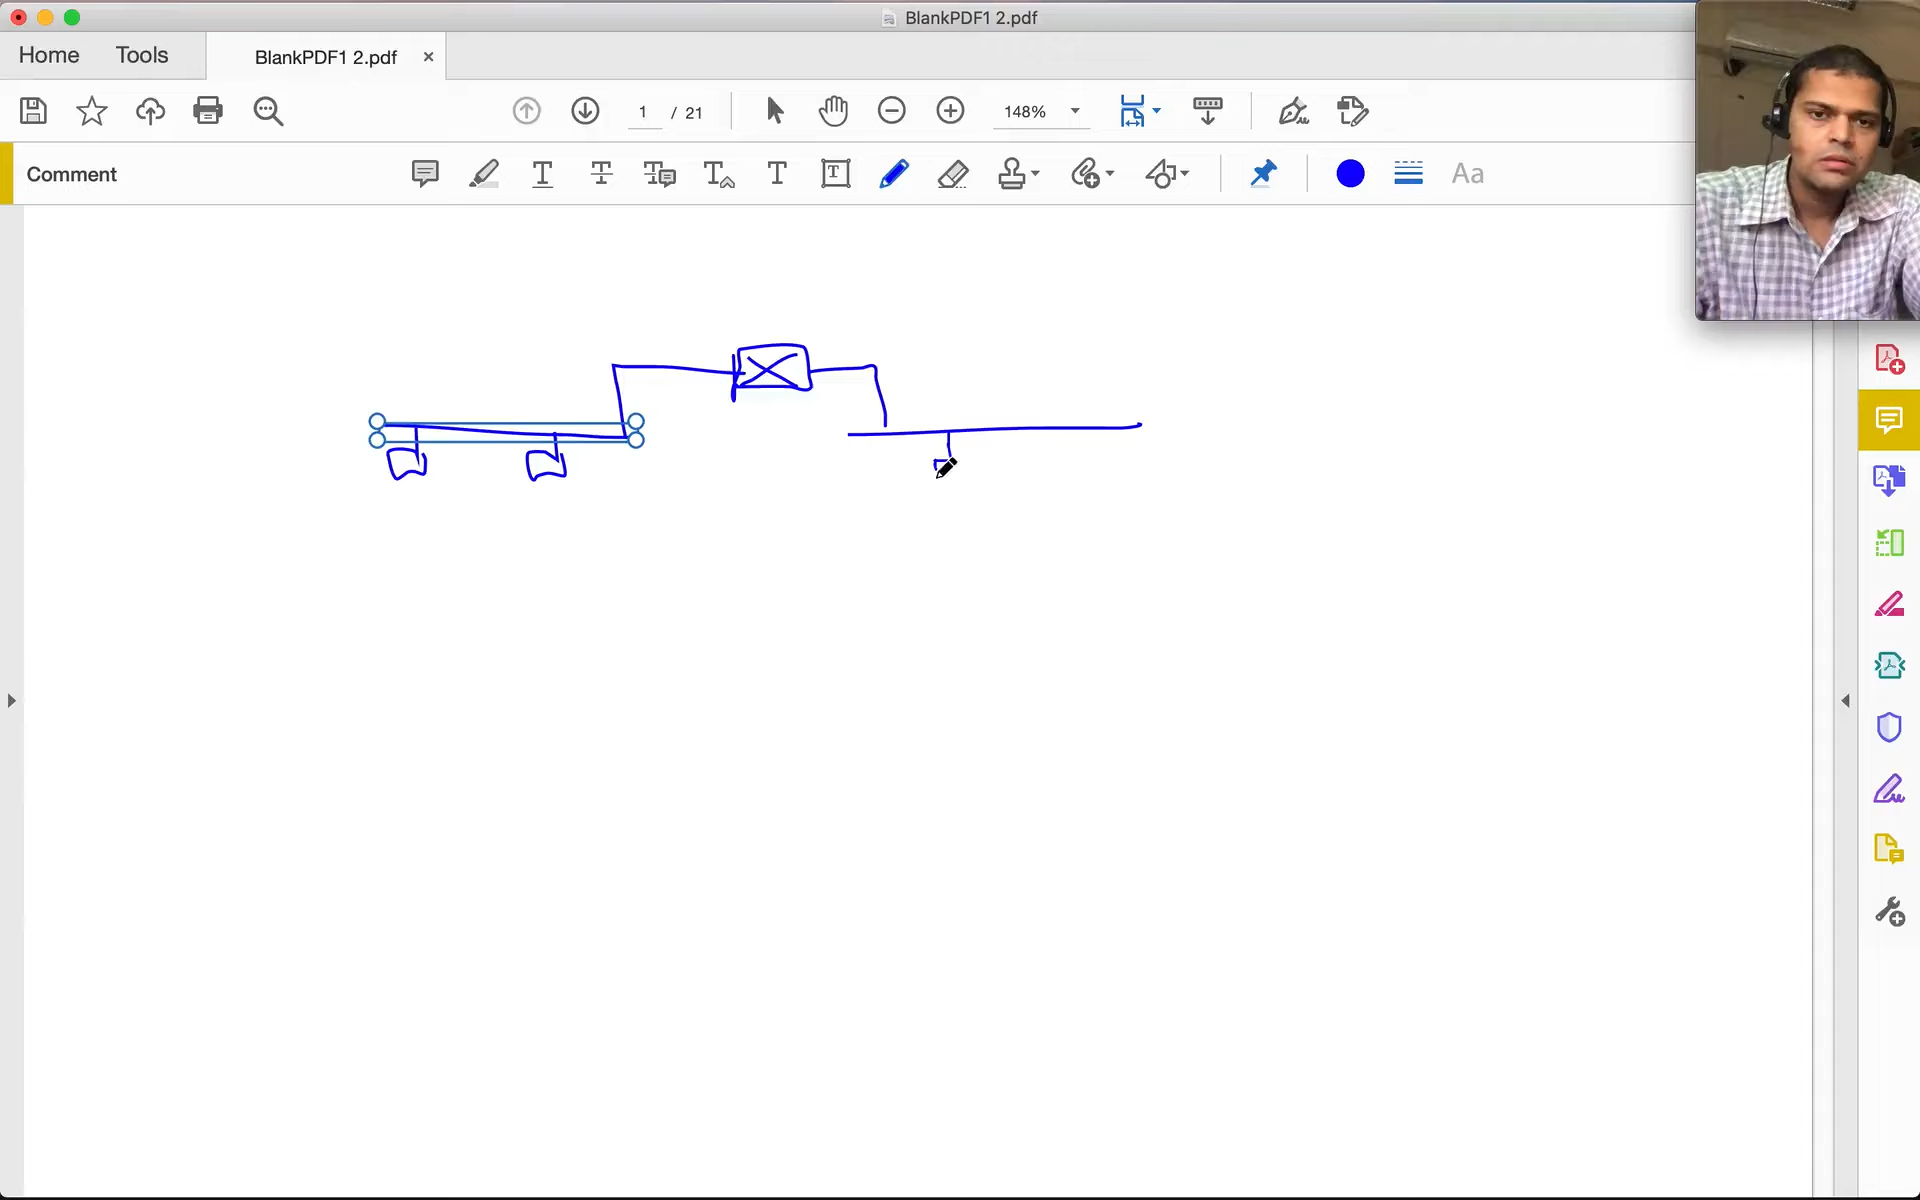 BlankPDF1 2.pdf
Home
Tools
BlankPDF1 2.pdf
1 / 21
148%
Comment
Aa